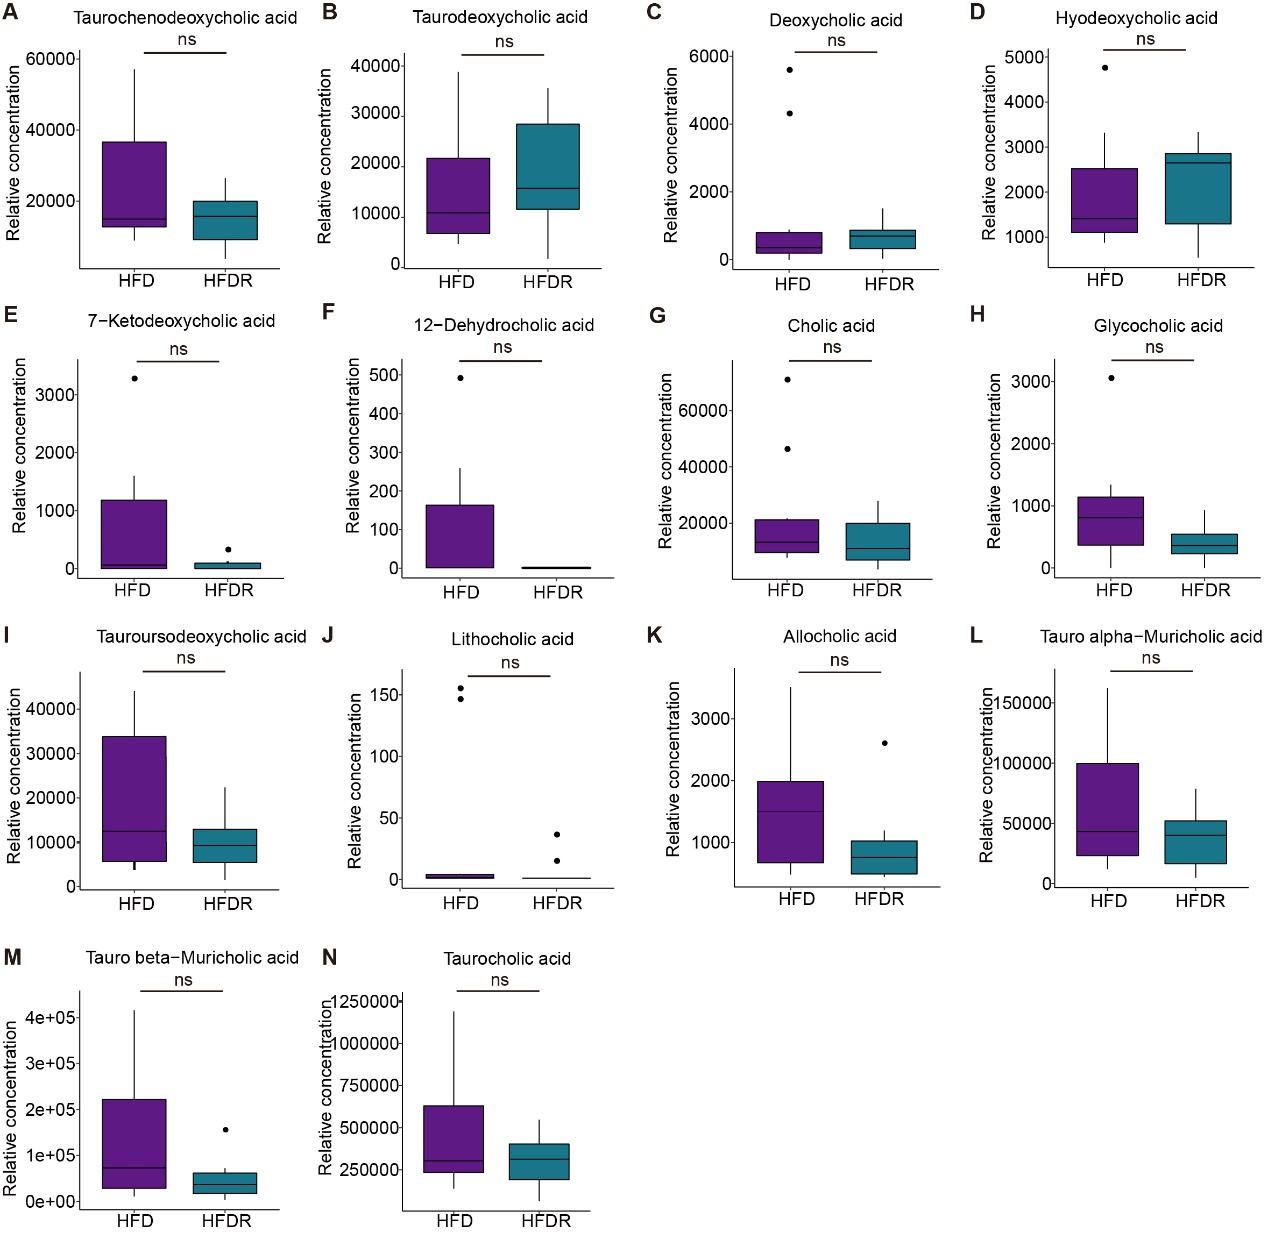 A
Taurochenodeoxycholic acid
ns
Relative concentration
60000
40000
20000
HFD
HFDR
B
Taurodeoxycholic acid
ns
Relative concentration
40000
30000
20000
10000
0
HFD
HFDR
C
Deoxycholic acid
ns
Relative concentration
6000
4000
2000
0
HFD
HFDR
D
Hyodeoxycholic acid
ns
Relative concentration
5000
4000
3000
2000
1000
HFD
HFDR
E
7−Ketodeoxycholic acid
ns
Relative concentration
3000
2000
1000
0
HFD
HFDR
F
12−Dehydrocholic acid
ns
Relative concentration
500
400
300
200
100
0
HFD
HFDR
G
Cholic acid
ns
Relative concentration
60000
40000
20000
HFD
HFDR
H
Glycocholic acid
ns
Relative concentration
3000
2000
1000
0
HFD
HFDR
I
Tauroursodeoxycholic acid
ns
Relative concentration
40000
30000
20000
10000
0
HFD
HFDR
J
Lithocholic acid
ns
Relative concentration
150
100
50
0
HFD
HFDR
K
Allocholic acid
ns
Relative concentration
3000
2000
1000
HFD
HFDR
L
Tauro alpha−Muricholic acid
ns
Relative concentration
150000
100000
50000
0
HFD
HFDR
M
Tauro beta−Muricholic acid
ns
Relative concentration
4e+05
3e+05
2e+05
1e+05
0e+00
HFD
HFDR
N
Taurocholic acid
ns
Relative concentration
1250000
1000000
750000
500000
250000
HFD
HFDR